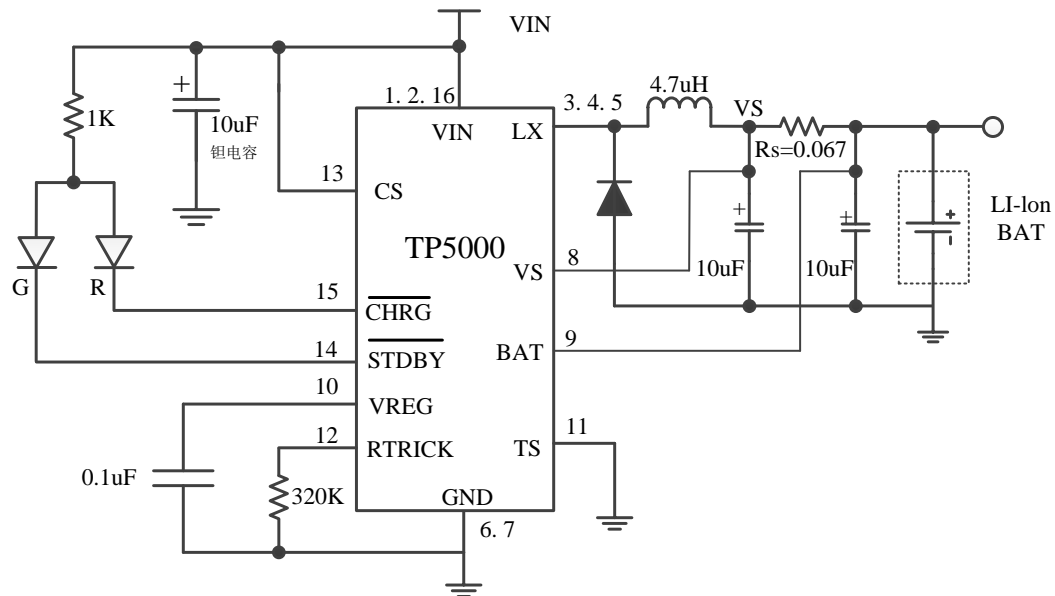 VIN
1K
+
10uF
钽电容
1. 2. 16
VIN
3. 4. 5
LX
4.7uH
VS
Rs=0.067
13
CS
TP5000
VS
8
+
10uF
+
10uF
+
-
LI-lon
BAT
G
R
15
CHRG
14
STDBY
BAT
9
10
VREG
12
RTRICK
TS
11
0.1uF
320K
GND
6. 7